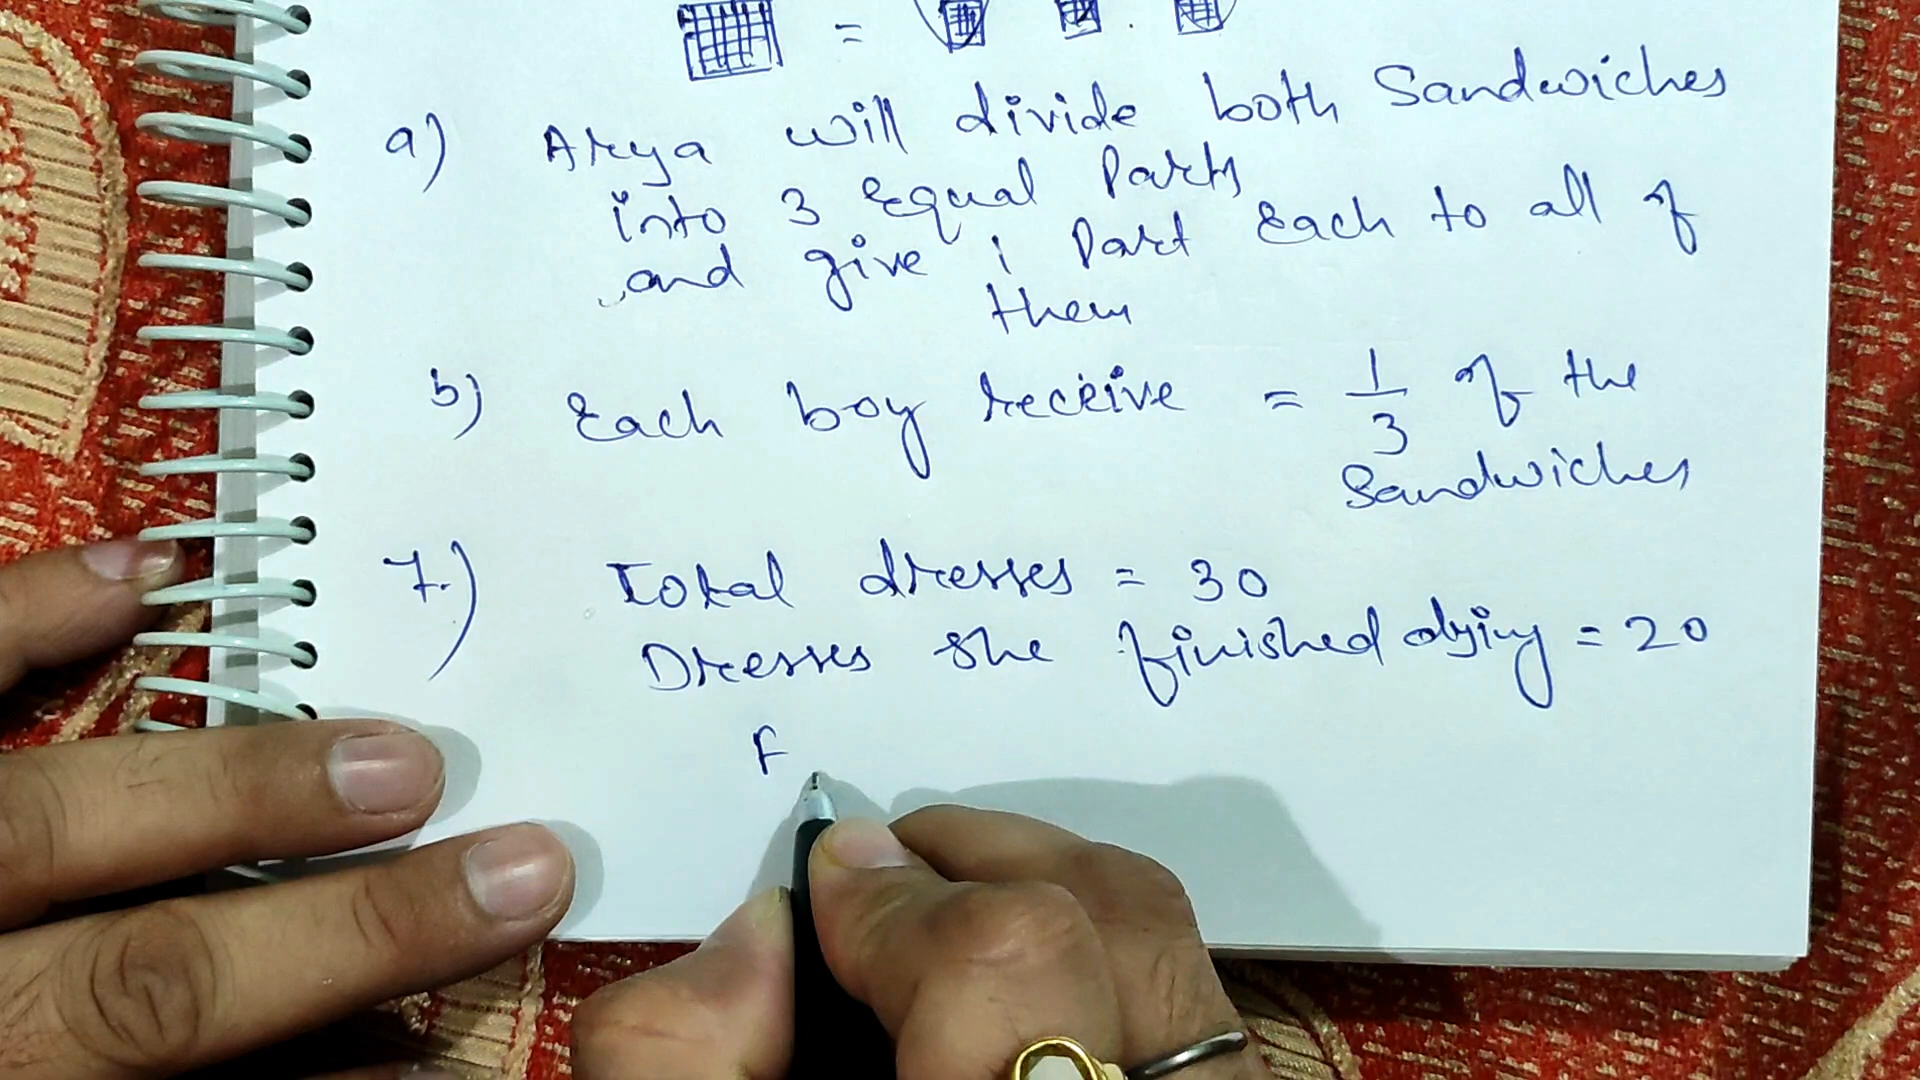 =
a) Arya will divide both Sandwiches
into 3 equal Parts
and give 1 Part each to all of
them
b) Each boy receive = 1/3 of the
Sandwiches
7.) Total dresses = 30
Dresses she finished dying = 20
F